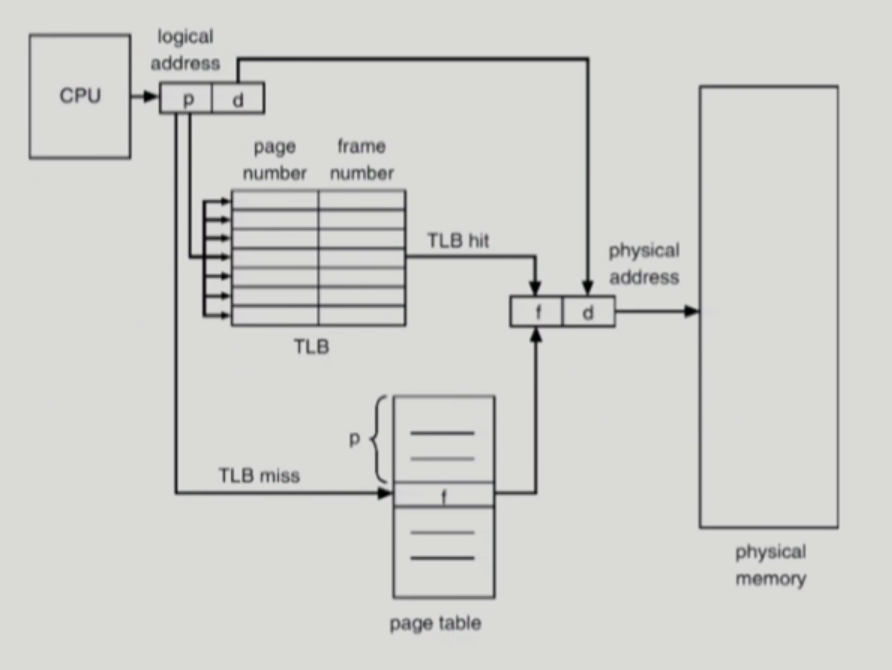 logical
address
CPU
p
d
page
number
frame
number
TLB hit
physical
address
f
d
TLB
p
TLB miss
f
physical
memory
page table